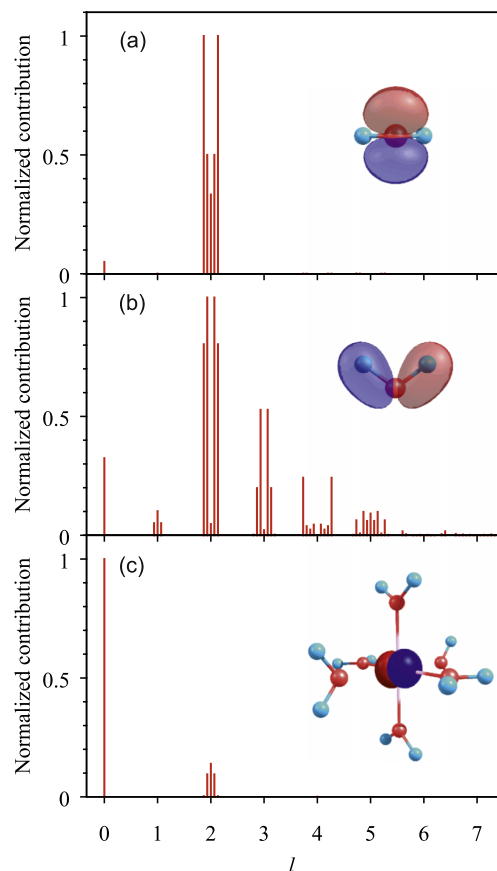 (a)
Normalized contribution
1
0.5
0
(b)
Normalized contribution
1
0.5
0
(c)
Normalized contribution
1
0.5
0
0 1 2 3 4 5 6 7
l